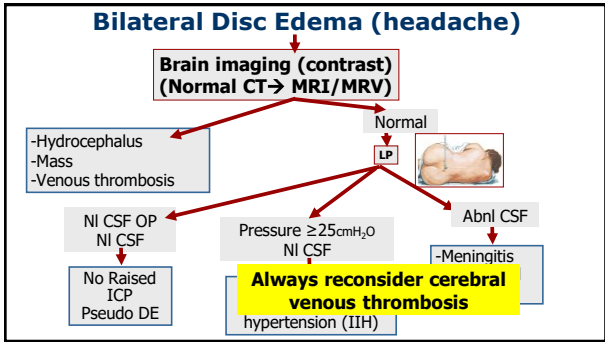 Bilateral Disc Edema (headache)
Brain imaging (contrast)
(Normal CT→ MRI/MRV)
Normal
-Hydrocephalus
-Mass
-Venous thrombosis
LP
Nl CSF OP
Nl CSF
Pressure ≥25cmH₂O
Nl CSF
Abnl CSF
-Meningitis
No Raised
ICP
Pseudo DE
Always reconsider cerebral
venous thrombosis
hypertension (IIH)